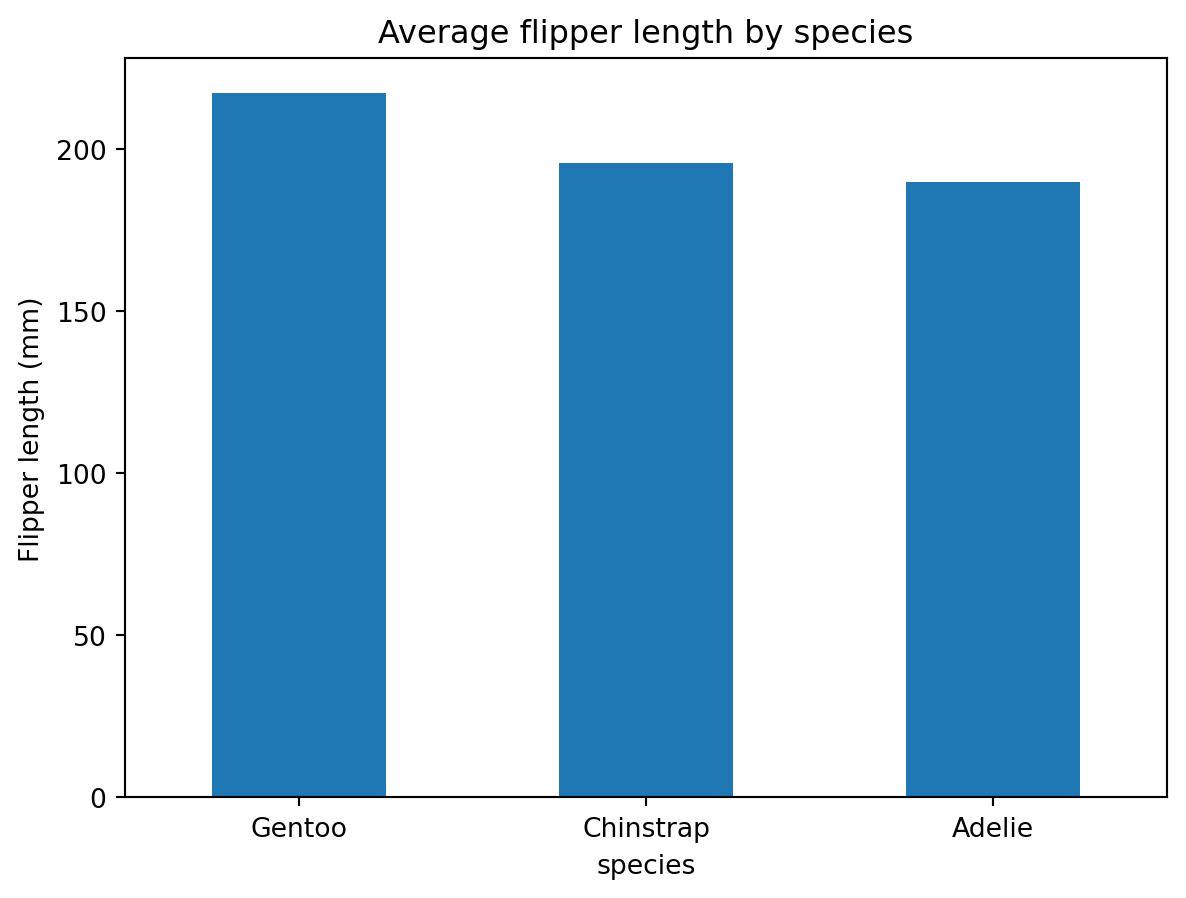 Average flipper length by species
Flipper length (mm)
200
150
100
50
0
Gentoo Chinstrap Adelie
species